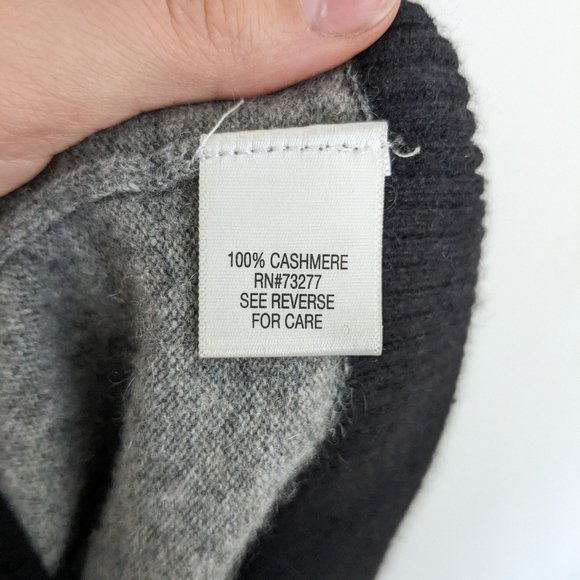 100% CASHMERE
RN#73277
SEE REVERSE
FOR CARE